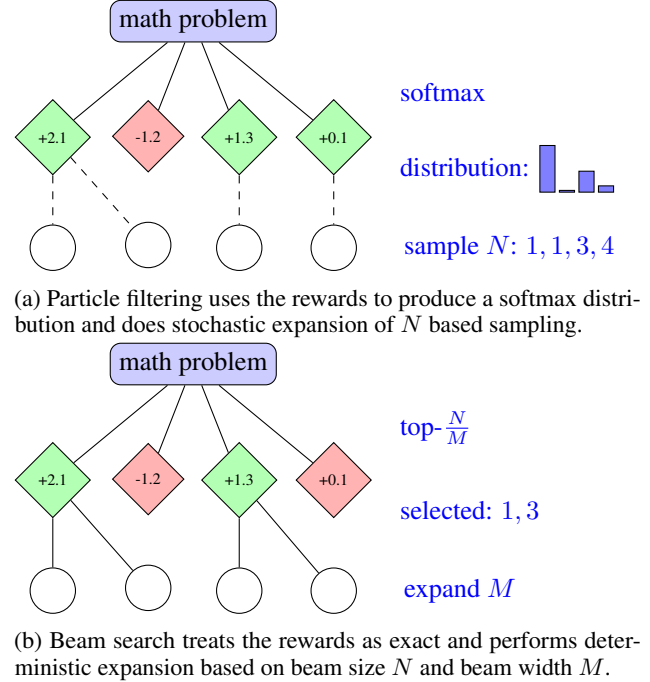 math problem
+2.1 -1.2 +1.3 +0.1
softmax
distribution:
sample N: 1, 1, 3, 4
(a) Particle filtering uses the rewards to produce a softmax distri-
bution and does stochastic expansion of N based sampling.
math problem
+2.1 -1.2 +1.3 +0.1
top-N/M
selected: 1, 3
expand M
(b) Beam search treats the rewards as exact and performs deter-
ministic expansion based on beam size N and beam width M.